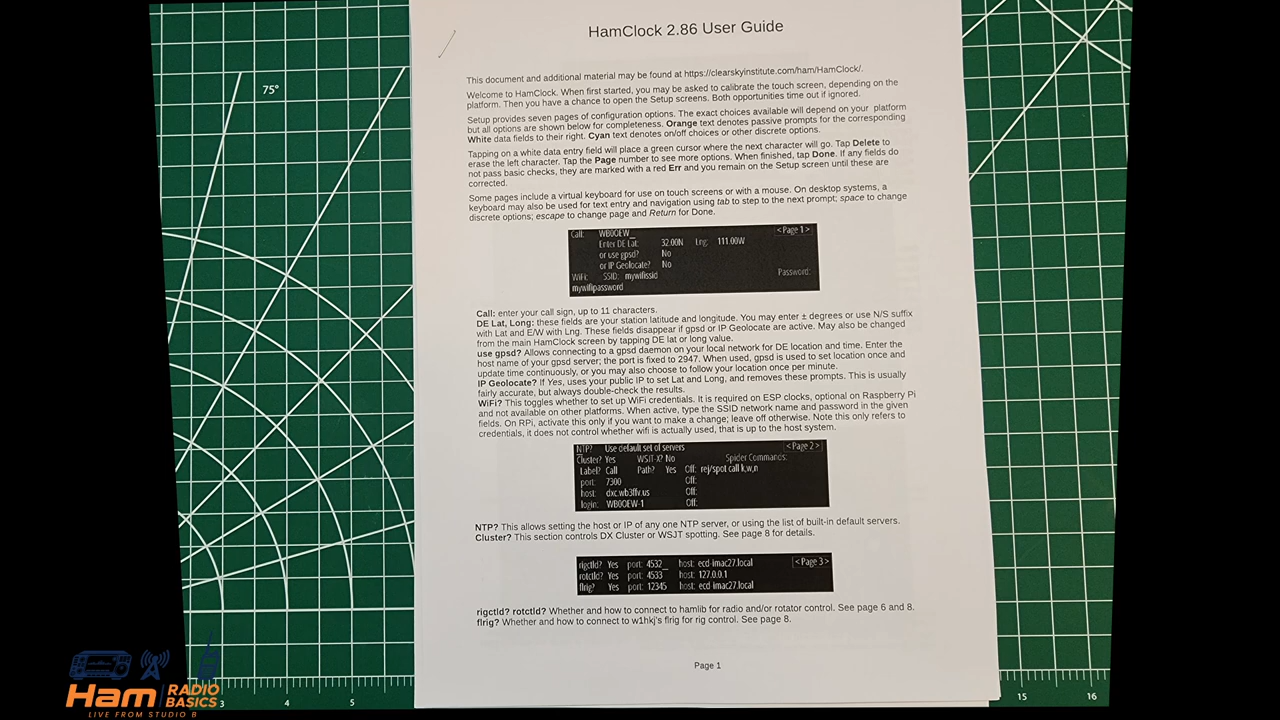 HamClock 2.86 User Guide
This document and additional material may be found at https://clearskyinstitute.com/ham/HamClock/.
Welcome to HamClock. When first started, you may be asked to calibrate the touch screen, depending on the
platform. Then you have a chance to open the Setup screens. Both opportunities time out if ignored.
Setup provides seven pages of configuration options. The exact choices available will depend on your platform
but all options are shown below for completeness. Orange text denotes passive prompts for the corresponding
White data fields to their right. Cyan text denotes on/off choices or other discrete options.
Tapping on a white data entry field will place a green cursor where the next character will go. Tap Delete to
erase the left character. Tap the Page number to see more options. When finished, tap Done. If any fields do
not pass basic checks, they are marked with a red Err and you remain on the Setup screen until these are
corrected.
Some pages include a virtual keyboard for use on touch screens or with a mouse. On desktop systems, a
keyboard may also be used for text entry and navigation using tab to step to the next prompt; space to change
discrete options; escape to change page and Return for Done.
Call: WB0OEW_ <Page 1>
Enter DE Lat: 32.00N Lng: 111.00W
or use gpsd? No
or IP Geolocate? No
WiFi: SSID: mywifissid Password:
mywifipassword
Call: enter your call sign, up to 11 characters.
DE Lat, Long: these fields are your station latitude and longitude. You may enter ± degrees or use N/S suffix
with Lat and E/W with Lng. These fields disappear if gpsd or IP Geolocate are active. May also be changed
from the main HamClock screen by tapping DE lat or long value.
use gpsd? Allows connecting to a gpsd daemon on your local network for DE location and time. Enter the
host name of your gpsd server; the port is fixed to 2947. When used, gpsd is used to set location once and
update time continuously, or you may also choose to follow your location once per minute.
IP Geolocate? If Yes, uses your public IP to set Lat and Long, and removes these prompts. This is usually
fairly accurate, but always double-check the results.
WiFi? This toggles whether to set up WiFi credentials. It is required on ESP clocks, optional on Raspberry Pi
and not available on other platforms. When active, type the SSID network name and password in the given
fields. On RPi, activate this only if you want to make a change; leave off otherwise. Note this only refers to
credentials, it does not control whether wifi is actually used, that is up to the host system.
NTP? Use default set of servers <Page 2>
Cluster? Yes WSJT-X? No Spider Commands:
Label? Call Path? Yes Off: rej/spot call k,w,n
port: 7300 Off:
host: dxc.wb3ffv.us Off:
login: WB0OEW-1 Off:
NTP? This allows setting the host or IP of any one NTP server, or using the list of built-in default servers.
Cluster? This section controls DX Cluster or WSJT spotting. See page 8 for details.
rigctld? Yes port: 4532_ host: ecd-imac27.local <Page 3>
rotctld? Yes port: 4533 host: 127.0.0.1
flrig? Yes port: 12345 host: ecd-imac27.local
rigctld? rotctld? Whether and how to connect to hamlib for radio and/or rotator control. See page 6 and 8.
flrig? Whether and how to connect to w1hkj's flrig for rig control. See page 8.
Page 1
75°
3 4 5 15 16
Ham RADIO
BASICS
LIVE FROM STUDIO B